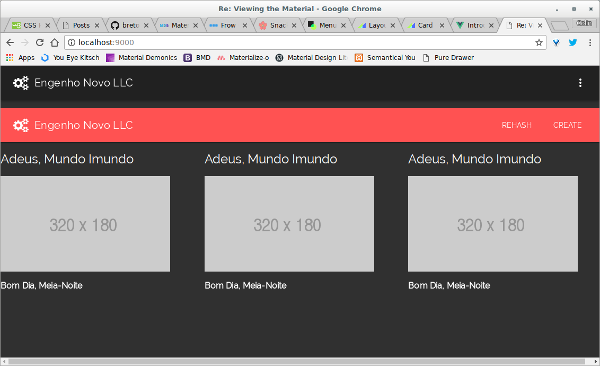 Re: Viewing the Material - Google Chrome
CSS Posts breto Mate Frow Snac Menu Layou Card Intro Re: V
localhost:9000
Apps You Eye Kitsch Material Demonics BMD Materialize·o Material Design Lit Semantical You Pure Drawer
Engenho Novo LLC
Engenho Novo LLC REHASH CREATE
Adeus, Mundo Imundo Adeus, Mundo Imundo Adeus, Mundo Imundo
320 x 180 320 x 180 320 x 180
Bom Dia, Meia-Noite Bom Dia, Meia-Noite Bom Dia, Meia-Noite